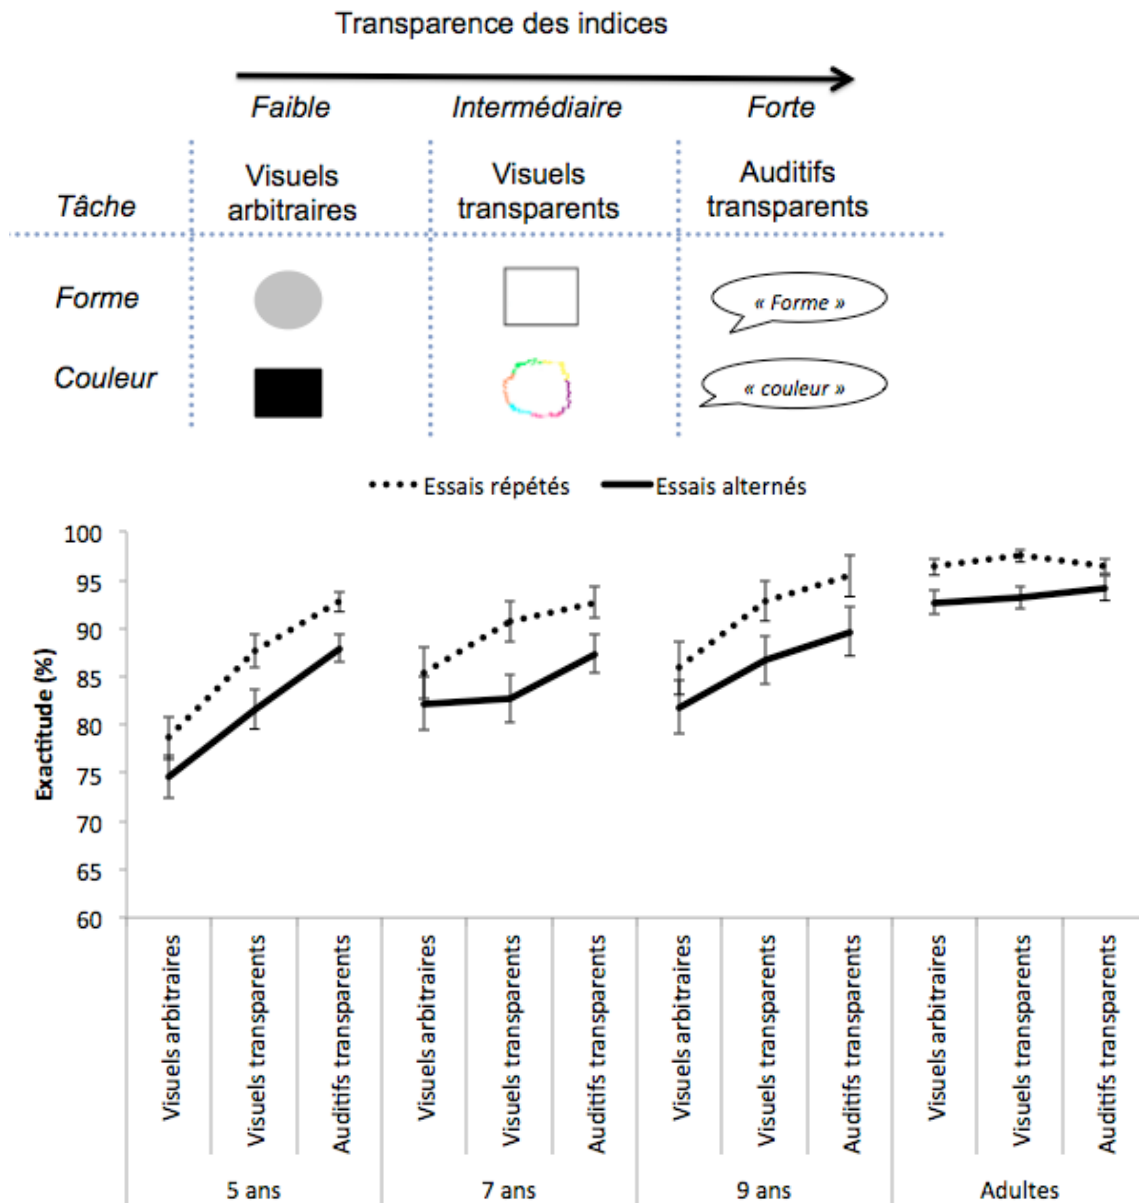 Transparence des indices
Faible Intermédiaire Forte
Tâche
Visuels
arbitraires
Visuels
transparents
Auditifs
transparents
Forme
« Forme »
Couleur
« couleur »
Essais répétés Essais alternés
Exactitude (%)
100
95
90
85
80
75
70
65
60
Visuels arbitraires
Visuels transparents
Auditifs transparents
Visuels arbitraires
Visuels transparents
Auditifs transparents
Visuels arbitraires
Visuels transparents
Auditifs transparents
Visuels arbitraires
Visuels transparents
Auditifs transparents
5 ans 7 ans 9 ans Adultes